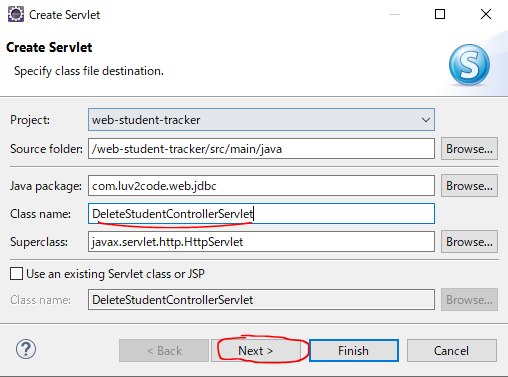 Create Servlet
Create Servlet
Specify class file destination.
S
Project: web-student-tracker
Source folder: /web-student-tracker/src/main/java Browse...
Java package: com.luv2code.web.jdbc Browse...
Class name: DeleteStudentControllerServlet
Superclass: javax.servlet.http.HttpServlet Browse...
Use an existing Servlet class or JSP
Class name: DeleteStudentControllerServlet Browse...
? < Back Next > Finish Cancel